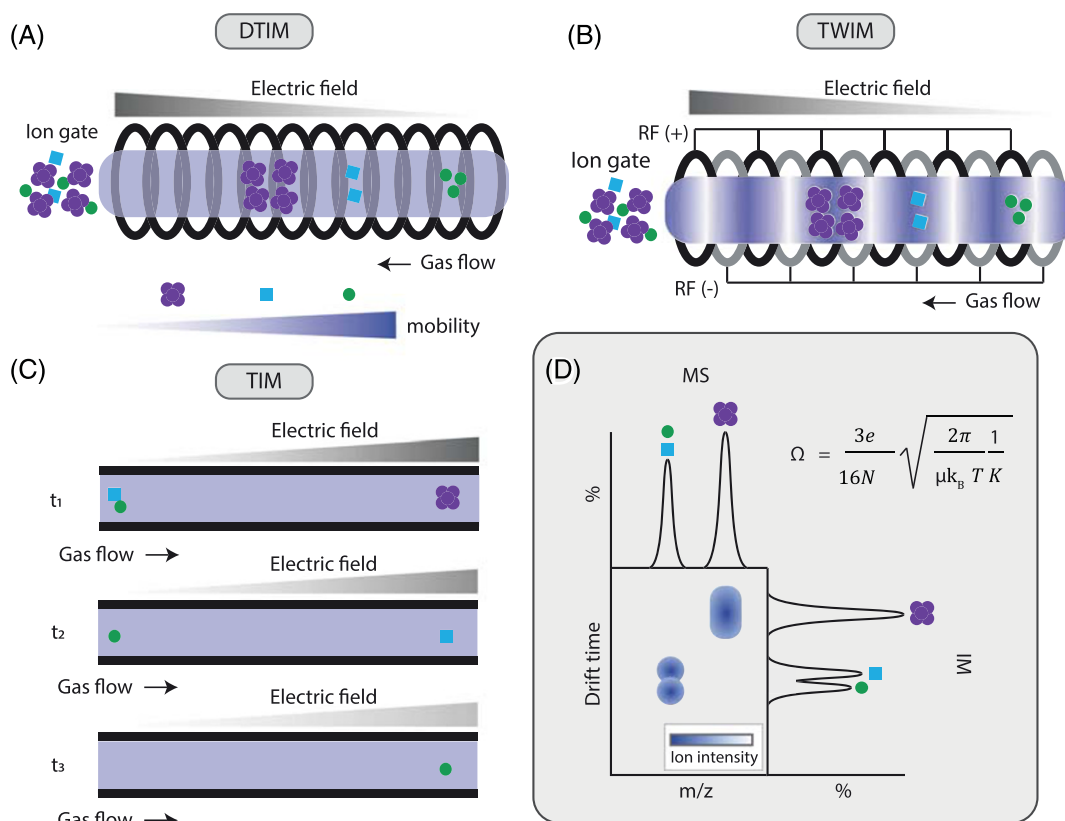 (A)
DTIM
Electric field
Ion gate
Gas flow
mobility
(B)
TWIM
Electric field
RF (+)
Ion gate
RF (-)
Gas flow
(C)
TIM
Electric field
t₁
Gas flow
Electric field
t₂
Gas flow
Electric field
t₃
Gas flow
(D)
MS
Ω = 3e/16N √(2π/μk_B T 1/K)
%
Drift time
IM
Ion intensity
m/z
%